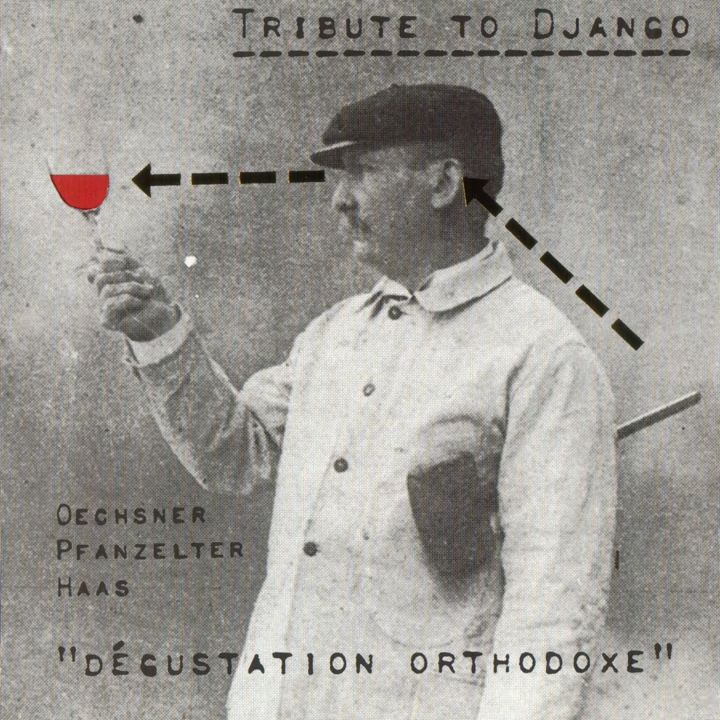 TRIBUTE TO DJANGO
OECHSNER
PFANZELTER
HAAS
"DÉGUSTATION ORTHODOXE"